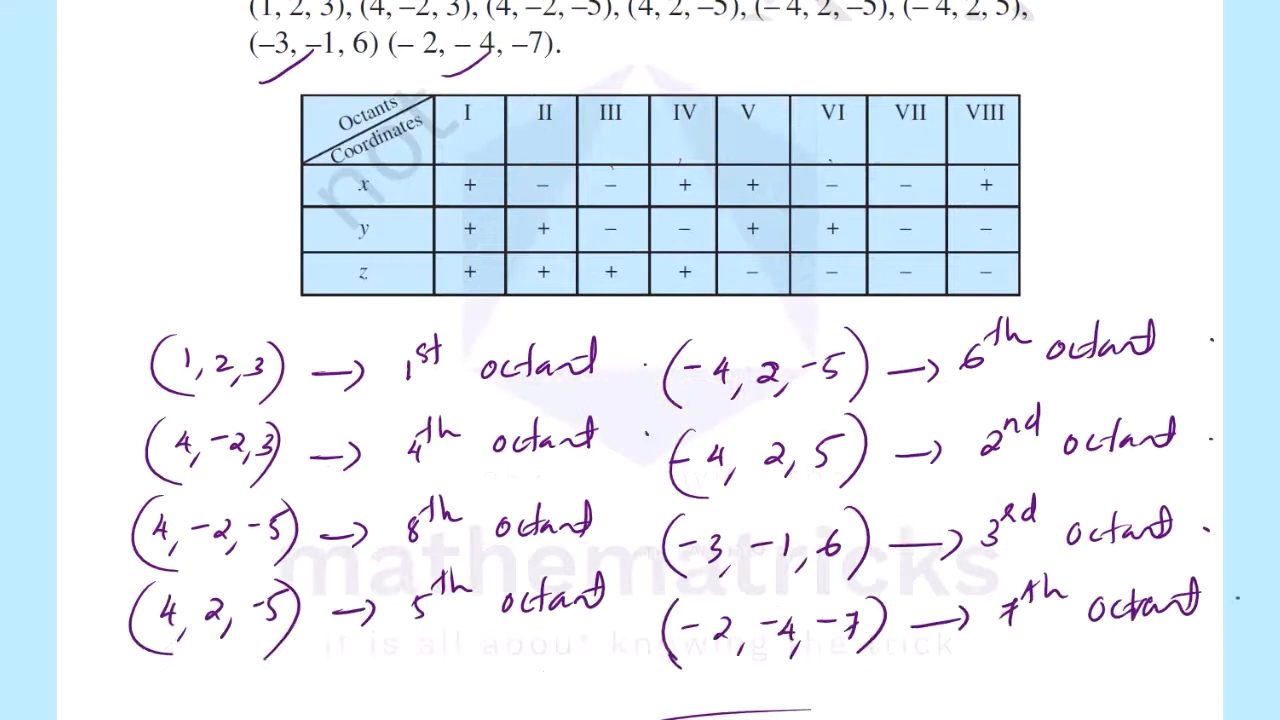 (1, 2, 3), (4, –2, 3), (4, –2, –5), (4, 2, –5), (– 4, 2, –5), (– 4, 2, 5),
(–3, –1, 6) (– 2, – 4, –7).
Octants I II III IV V VI VII VIII
Coordinates
x + – – + + – – +
y + + – – + + – –
z + + + + – – – –
not
(1, 2, 3) → 1st octant . (-4, 2, -5) → 6th octant .
(4, -2, 3) → 4th octant . (-4, 2, 5) → 2nd octant .
(4, -2, -5) → 8th octant (-3, -1, 6) → 3rd octant .
mathematricks
(4, 2, -5) → 5th octant (-2, -4, -7) → 7th octant .
it is all about knowing the trick